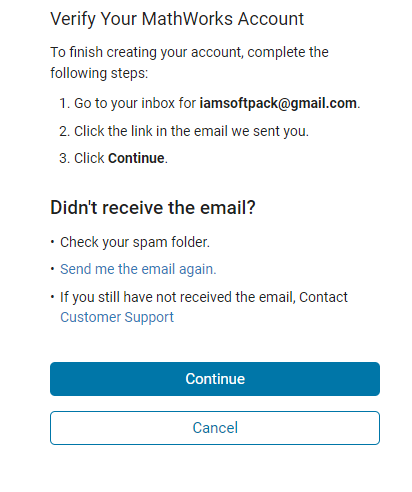 Verify Your MathWorks Account
To finish creating your account, complete the
following steps:
1. Go to your inbox for iamsoftpack@gmail.com.
2. Click the link in the email we sent you.
3. Click Continue.
Didn't receive the email?
• Check your spam folder.
• Send me the email again.
• If you still have not received the email, Contact
Customer Support
Continue
Cancel